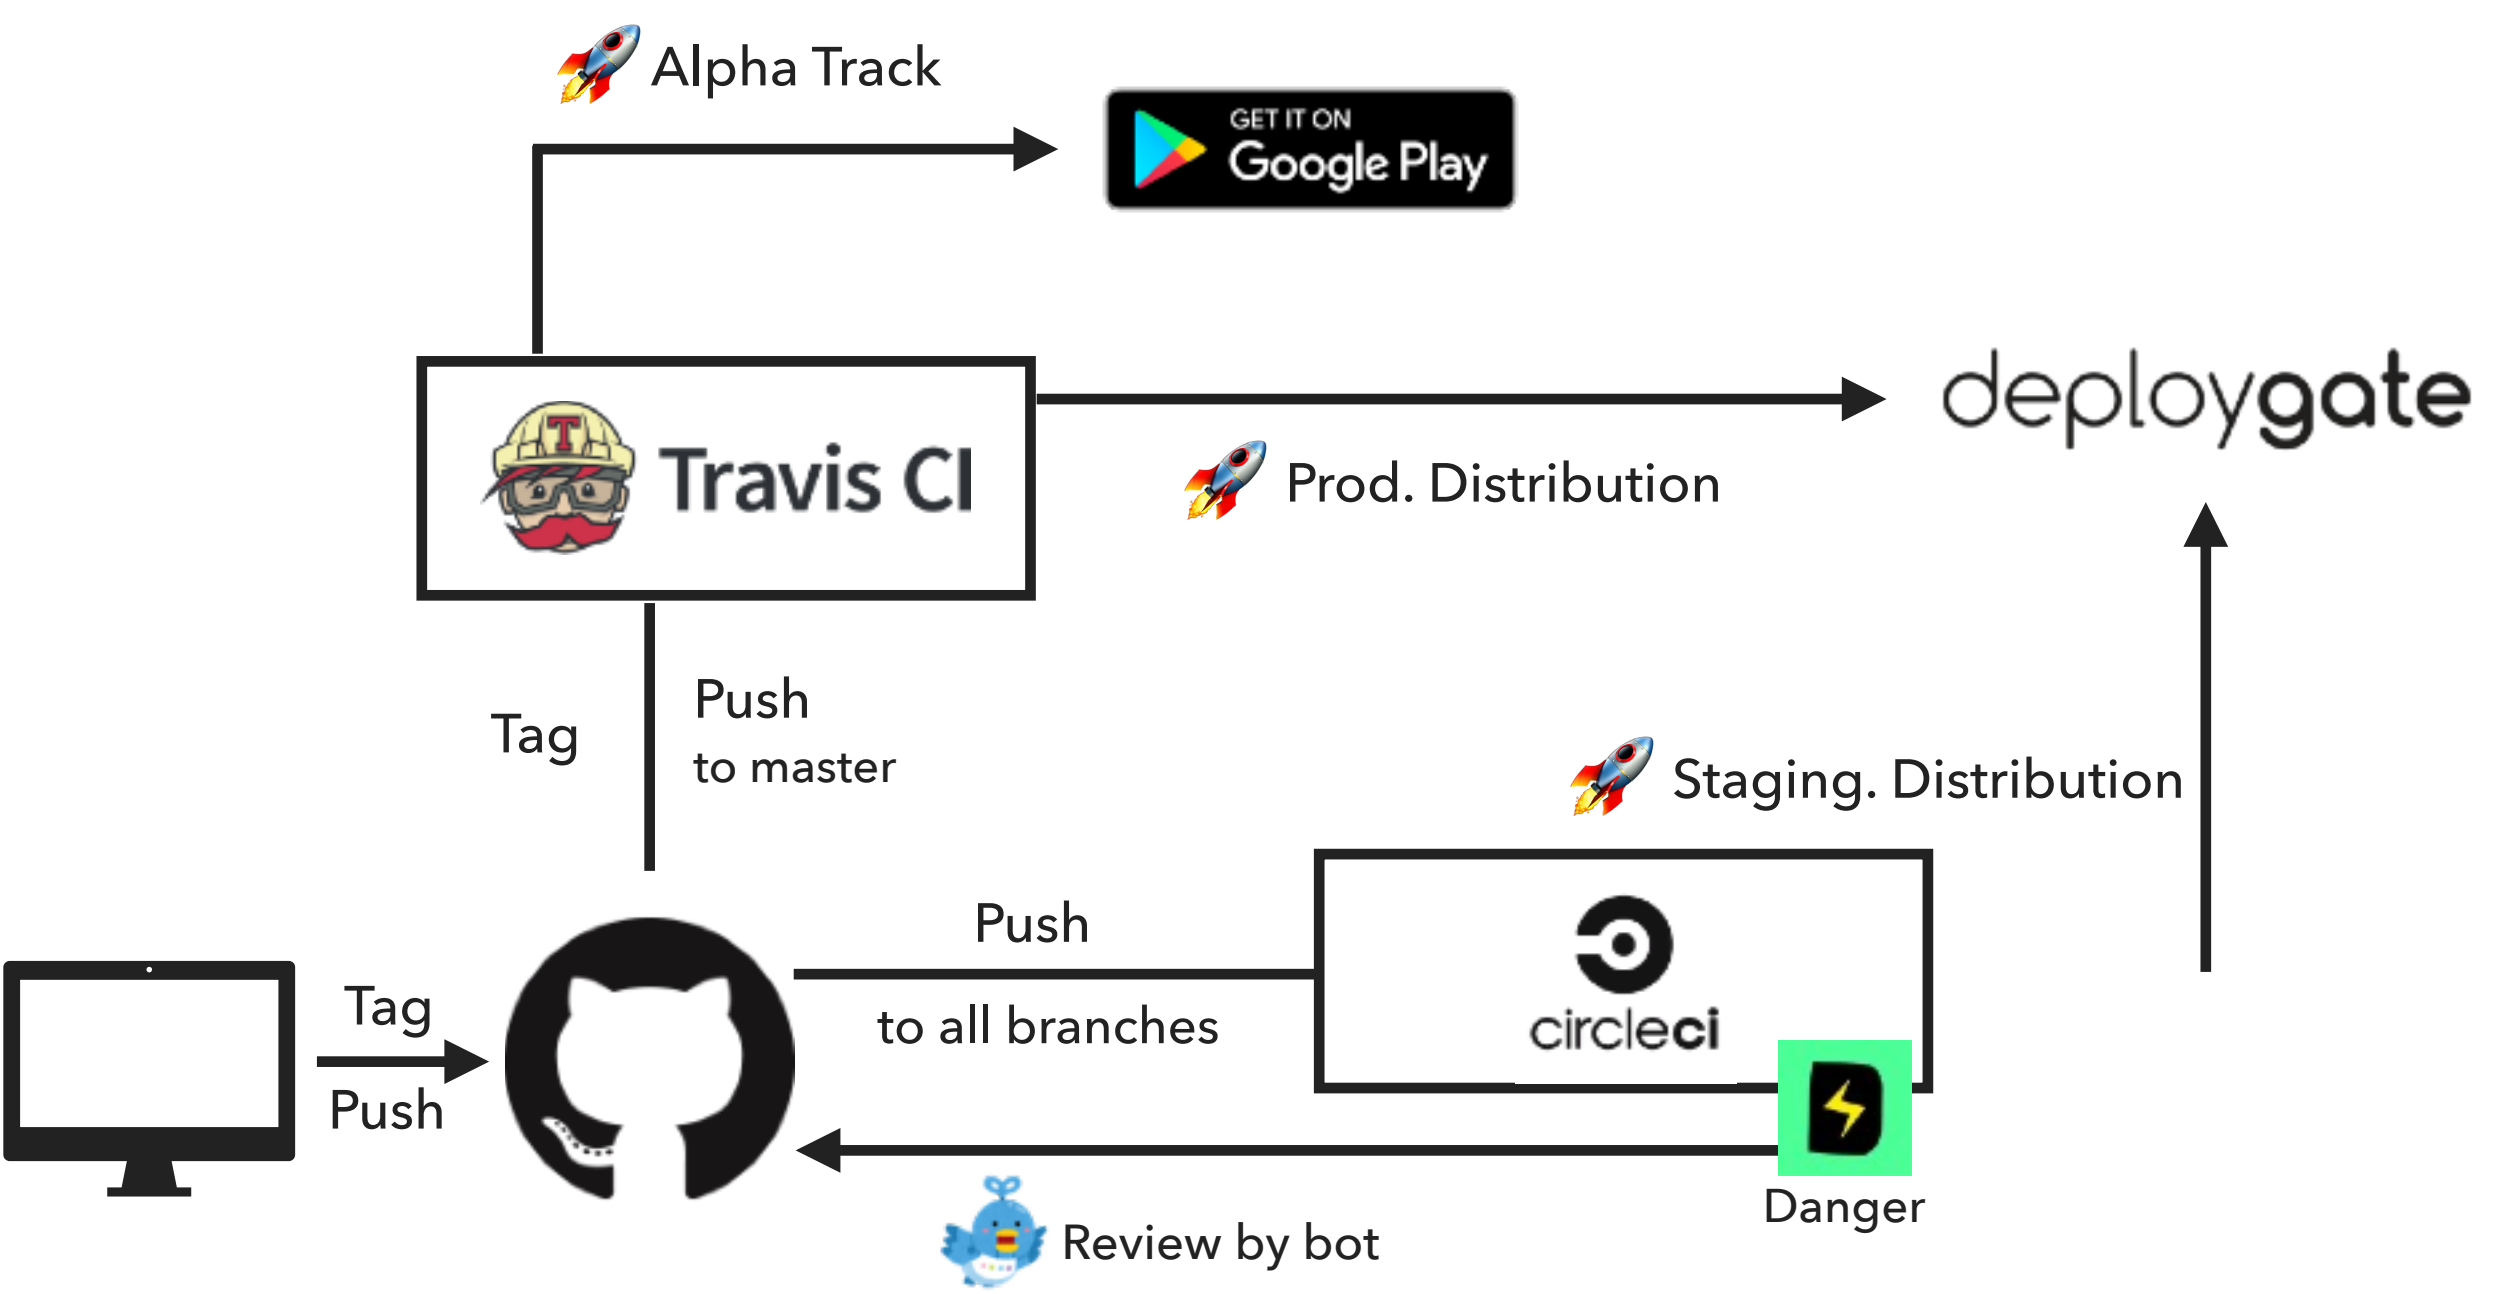 Alpha Track
GET IT ON
Google Play
deploygate
T
Travis CI
Prod. Distribution
Tag
Push
to master
Staging. Distribution
Push
to all branches
circleci
Tag
Push
Danger
Review by bot